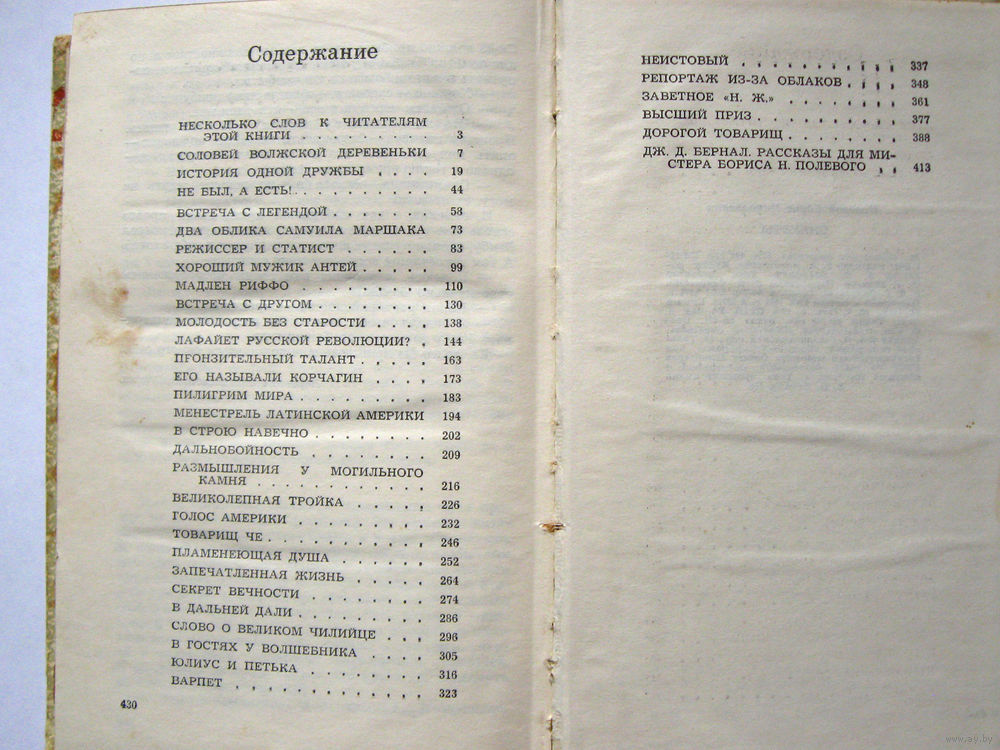 Содержание
НЕСКОЛЬКО СЛОВ К ЧИТАТЕЛЯМ
ЭТОЙ КНИГИ . . . . . . . . . 3
СОЛОВЕЙ ВОЛЖСКОЙ ДЕРЕВЕНЬКИ 7
ИСТОРИЯ ОДНОЙ ДРУЖБЫ . . . . 19
НЕ БЫЛ, А ЕСТЬ! . . . . . . . . . 44
ВСТРЕЧА С ЛЕГЕНДОЙ . . . . . . . 58
ДВА ОБЛИКА САМУИЛА МАРШАКА 73
РЕЖИССЕР И СТАТИСТ . . . . . . 83
ХОРОШИЙ МУЖИК АНТЕЙ . . . . . 99
МАДЛЕН РИФФО . . . . . . . . . 110
ВСТРЕЧА С ДРУГОМ . . . . . . . . 130
МОЛОДОСТЬ БЕЗ СТАРОСТИ . . . . 138
ЛАФАЙЕТ РУССКОЙ РЕВОЛЮЦИИ? . 144
ПРОНЗИТЕЛЬНЫЙ ТАЛАНТ . . . . . 163
ЕГО НАЗЫВАЛИ КОРЧАГИН . . . . 173
ПИЛИГРИМ МИРА . . . . . . . . . 183
МЕНЕСТРЕЛЬ ЛАТИНСКОЙ АМЕРИКИ 194
В СТРОЮ НАВЕЧНО . . . . . . . . 202
ДАЛЬНОБОЙНОСТЬ . . . . . . . . 209
РАЗМЫШЛЕНИЯ У МОГИЛЬНОГО
КАМНЯ . . . . . . . . . . . . 216
ВЕЛИКОЛЕПНАЯ ТРОЙКА . . . . . 226
ГОЛОС АМЕРИКИ . . . . . . . . . 232
ТОВАРИЩ ЧЕ . . . . . . . . . . . 246
ПЛАМЕНЕЮЩАЯ ДУША . . . . . . 252
ЗАПЕЧАТЛЕННАЯ ЖИЗНЬ . . . . . 264
СЕКРЕТ ВЕЧНОСТИ . . . . . . . . 274
В ДАЛЬНЕЙ ДАЛИ . . . . . . . . . 286
СЛОВО О ВЕЛИКОМ ЧИЛИЙЦЕ . . . 296
В ГОСТЯХ У ВОЛШЕБНИКА . . . . 305
ЮЛИУС И ПЕТЬКА . . . . . . . . 316
ВАРПЕТ . . . . . . . . . . . . . 323
430
НЕИСТОВЫЙ . . . . . . . . . . . 337
РЕПОРТАЖ ИЗ-ЗА ОБЛАКОВ . . . . 348
ЗАВЕТНОЕ «Н. Ж.» . . . . . . . . 361
ВЫСШИЙ ПРИЗ . . . . . . . . . . 377
ДОРОГОЙ ТОВАРИЩ . . . . . . . . 388
ДЖ. Д. БЕРНАЛ. РАССКАЗЫ ДЛЯ МИ-
СТЕРА БОРИСА Н. ПОЛЕВОГО . . 413
www.ay.by